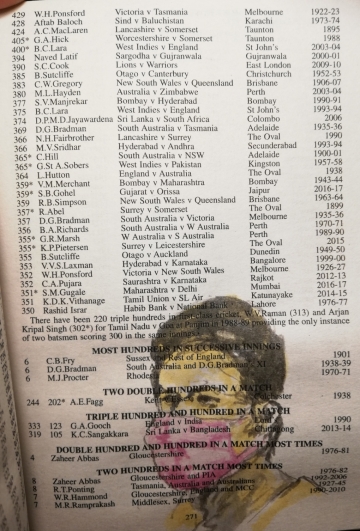 429 W.H.Ponsford Victoria v Tasmania Melbourne 1922-23
428 Aftab Baloch Sind v Baluchistan Karachi 1973-74
424 A.C.MacLaren Lancashire v Somerset Taunton 1895
405* G.A.Hick Worcestershire v Somerset Taunton 1988
400* B.C.Lara West Indies v England St John's 2003-04
394 Naved Latif Sargodha v Gujranwala Gujranwala 2000-01
390 S.C.Cook Lions v Warriors East London 2009-10
385 B.Sutcliffe Otago v Canterbury Christchurch 1952-53
383 C.W.Gregory New South Wales v Queensland Brisbane 1906-07
380 M.L.Hayden Australia v Zimbabwe Perth 2003-04
377 S.V.Manjrekar Bombay v Hyderabad Bombay 1990-91
375 B.C.Lara West Indies v England St John's 1993-94
374 D.P.M.D.Jayawardena Sri Lanka v South Africa Colombo 2006
369 D.G.Bradman South Australia v Tasmania Adelaide 1935-36
366 N.H.Fairbrother Lancashire v Surrey The Oval 1990
366 M.V.Sridhar Hyderabad v Andhra Secunderabad 1993-94
365* C.Hill South Australia v NSW Adelaide 1900-01
365* G.St A.Sobers West Indies v Pakistan Kingston 1957-58
364 L.Hutton England v Australia The Oval 1938
359* V.M.Merchant Bombay v Maharashtra Bombay 1943-44
359* S.B.Gohel Gujarat v Orissa Jaipur 2016-17
359 R.B.Simpson New South Wales v Queensland Brisbane 1963-64
357* R.Abel Surrey v Somerset The Oval 1899
357 D.G.Bradman South Australia v Victoria Melbourne 1935-36
356 B.A.Richards South Australia v W Australia Perth 1970-71
355* G.R.Marsh W Australia v S Australia Perth 1989-90
355* K.P.Pietersen Surrey v Leicestershire The Oval 2015
355 B.Sutcliffe Otago v Auckland Dunedin 1949-50
353 V.V.S.Laxman Hyderabad v Karnataka Bangalore 1999-00
352 W.H.Ponsford Victoria v New South Wales Melbourne 1926-27
352 C.A.Pujara Saurashtra v Karnataka Rajkot 2012-13
351* S.M.Gugale Maharashtra v Delhi Mumbai 2016-17
351 K.D.K.Vithanage Tamil Union v SL Air Katunayake 2014-15
350 Rashid Israr Habib Bank v National Bank Lahore 1976-77
There have been 220 triple hundreds in first-class cricket, W.V.Raman (313) and Arjan
Kripal Singh (302*) for Tamil Nadu v Goa at Panjim in 1988-89 providing the only instance
of two batsmen scoring 300 in the same innings.
MOST HUNDREDS IN SUCCESSIVE INNINGS
6 C.B.Fry Sussex Rest of England 1901
6 D.G.Bradman South Australia and D.G.Bradman XI 1938-39
6 M.J.Procter Rhodesia 1970-71
TWO DOUBLE HUNDREDS IN A MATCH
244 202* A.E.Fagg Colchester 1938
TRIPLE HUNDRED AND HUNDRED IN A MATCH
333 123 G.A.Gooch England v India 1990
319 105 K.C.Sangakkara Sri Lanka v Bangladesh Chittagong 2013-14
DOUBLE HUNDRED AND HUNDRED IN A MATCH MOST TIMES
4 Zaheer Abbas Gloucestershire 1976-81
TWO HUNDREDS IN A MATCH MOST TIMES
8 Zaheer Abbas Gloucestershire and PIA 1976-82
8 R.T.Ponting Tasmania, Australia and Australians 1992-2006
7 W.R.Hammond Gloucestershire, England and MCC 1927-45
7 M.R.Ramprakash Middlesex, Surrey 1990-2010
271